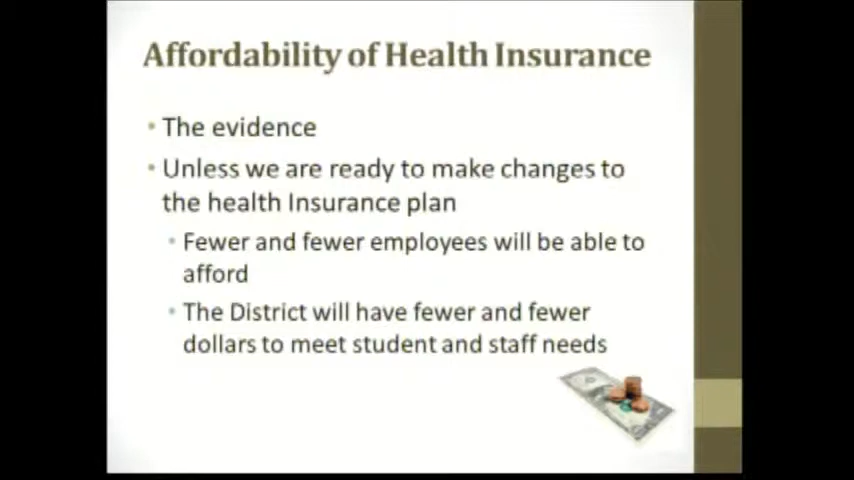 Affordability of Health Insurance
• The evidence
• Unless we are ready to make changes to
the health Insurance plan
• Fewer and fewer employees will be able to
afford
• The District will have fewer and fewer
dollars to meet student and staff needs